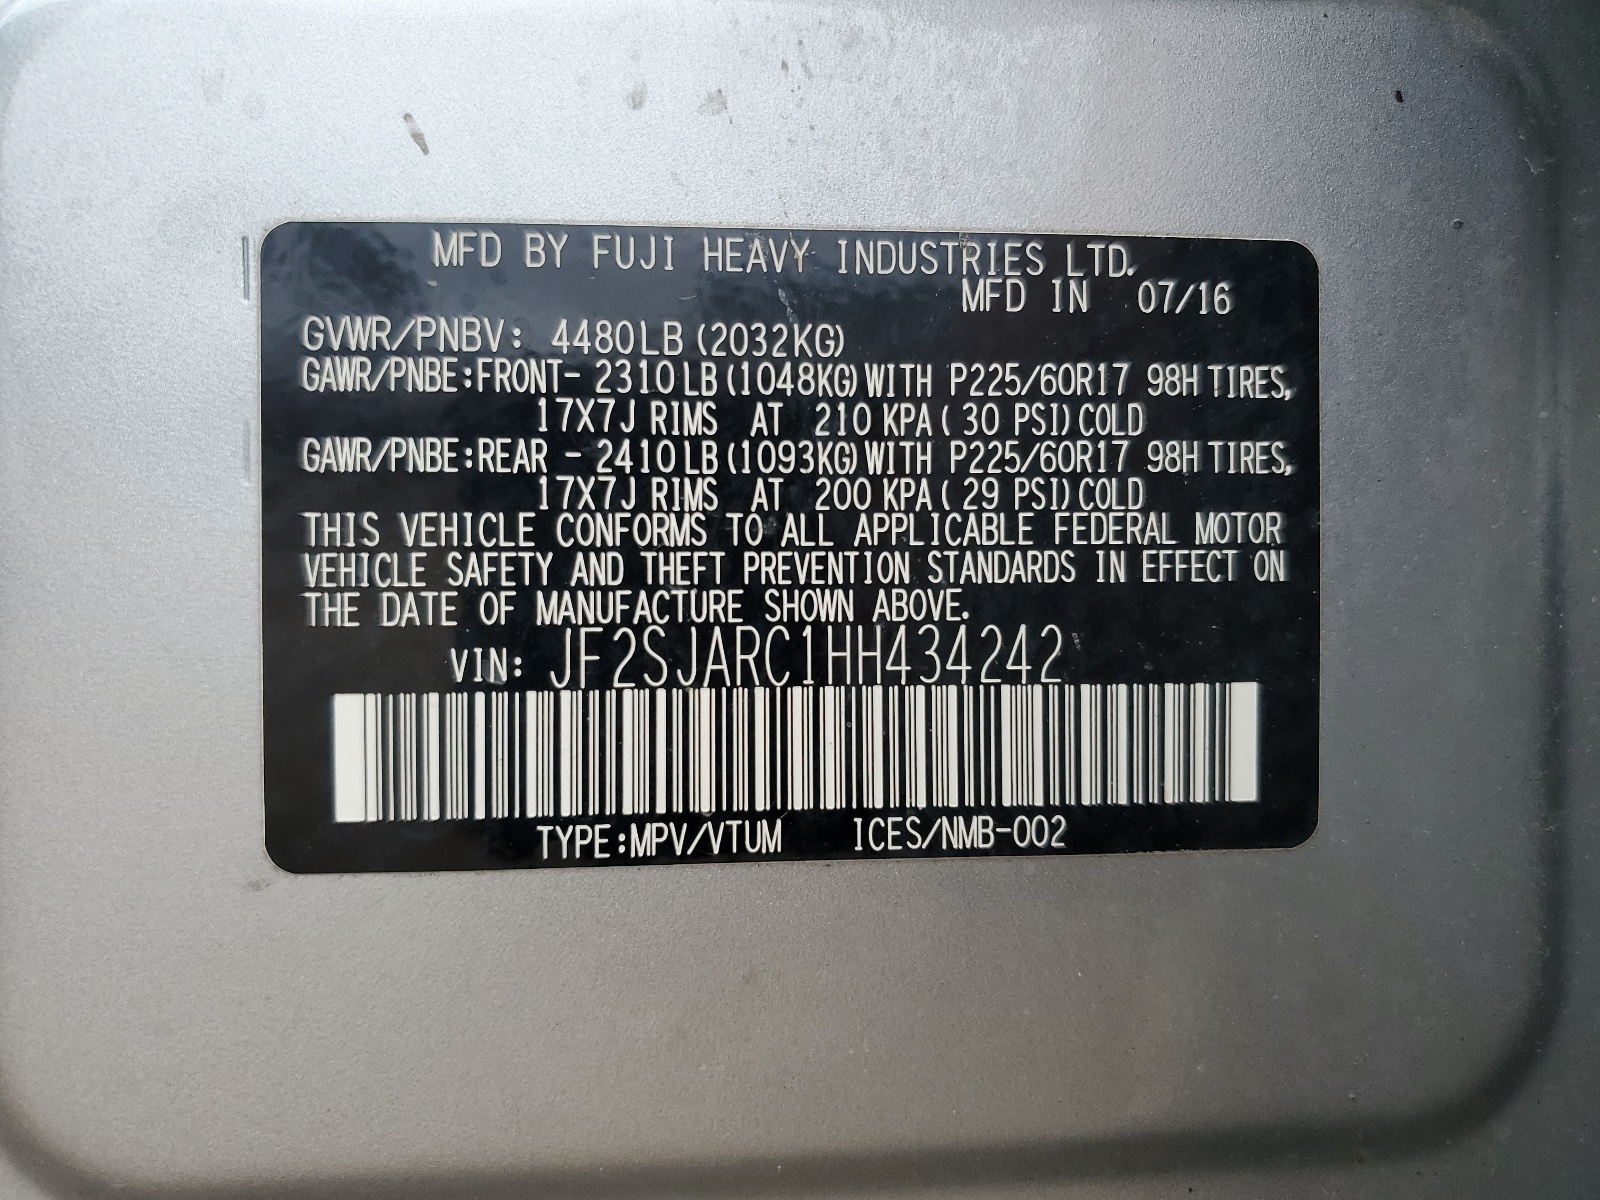 MFD BY FUJI HEAVY INDUSTRIES LTD.
MFD IN 07/16
GVWR/PNBV: 4480LB (2032KG)
GAWR/PNBE:FRONT- 2310LB(1048KG)WITH P225/60R17 98H TIRES,
17X7J RIMS AT 210 KPA( 30 PSI)COLD
GAWR/PNBE:REAR - 2410LB(1093KG)WITH P225/60R17 98H TIRES,
17X7J RIMS AT 200 KPA( 29 PSI)COLD
THIS VEHICLE CONFORMS TO ALL APPLICABLE FEDERAL MOTOR
VEHICLE SAFETY AND THEFT PREVENTION STANDARDS IN EFFECT ON
THE DATE OF MANUFACTURE SHOWN ABOVE.
VIN: JF2SJARC1HH434242
TYPE:MPV/VTUM ICES/NMB-002